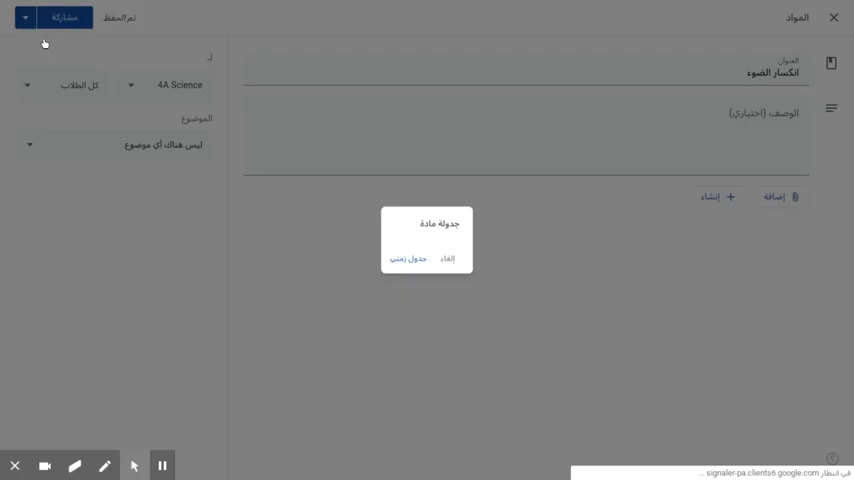 المواد
تم الحفظ
مشاركة
العنوان
انكسار الضوء
الوصف (اختياري)
إضافة
إنشاء
لـ
4A Science
كل الطلاب
الموضوع
ليس هناك أي موضوع
جدولة مادة
إلغاء
جدول زمني
في انتظار signaler-pa.clients6.google.com ...